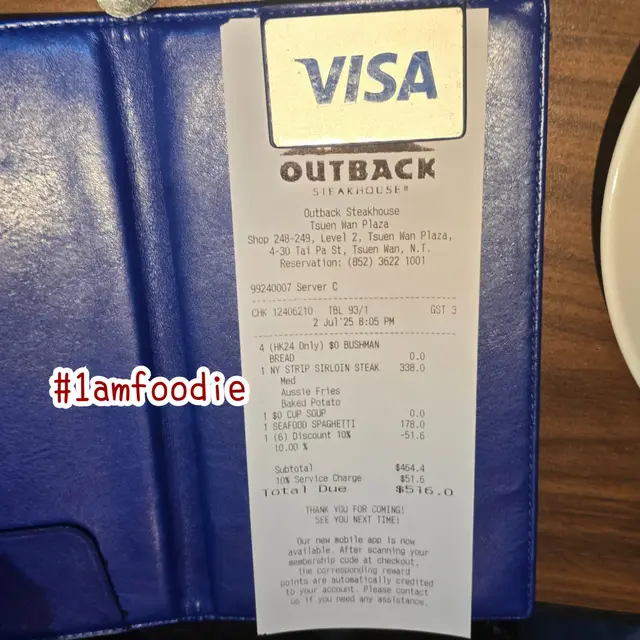 VISA
OUTBACK
STEAKHOUSE®
Outback Steakhouse
Tsuen Wan Plaza
Shop 248-249, Level 2, Tsuen Wan Plaza,
4-30 Tai Pa St, Tsuen Wan, N.T.
Reservation: (852) 3622 1001
99240007 Server C
CHK 12406210 TBL 93/1 GST 3
2 Jul'25 8:05 PM
4 (HK24 Only) $0 BUSHMAN
BREAD 0.0
1 NY STRIP SIRLOIN STEAK 338.0
Med
Aussie Fries
Baked Potato
1 $0 CUP SOUP 0.0
1 SEAFOOD SPAGHETTI 178.0
1 (6) Discount 10% -51.6
10.00 %
Subtotal $464.4
10% Service Charge $51.6
Total Due $516.0
THANK YOU FOR COMING!
SEE YOU NEXT TIME!
Our new mobile app is now
available. After scanning your
membership code at checkout,
the corresponding reward
points are automatically credited
to your account. Please contact
us if you need any assistance.
#1amfoodie